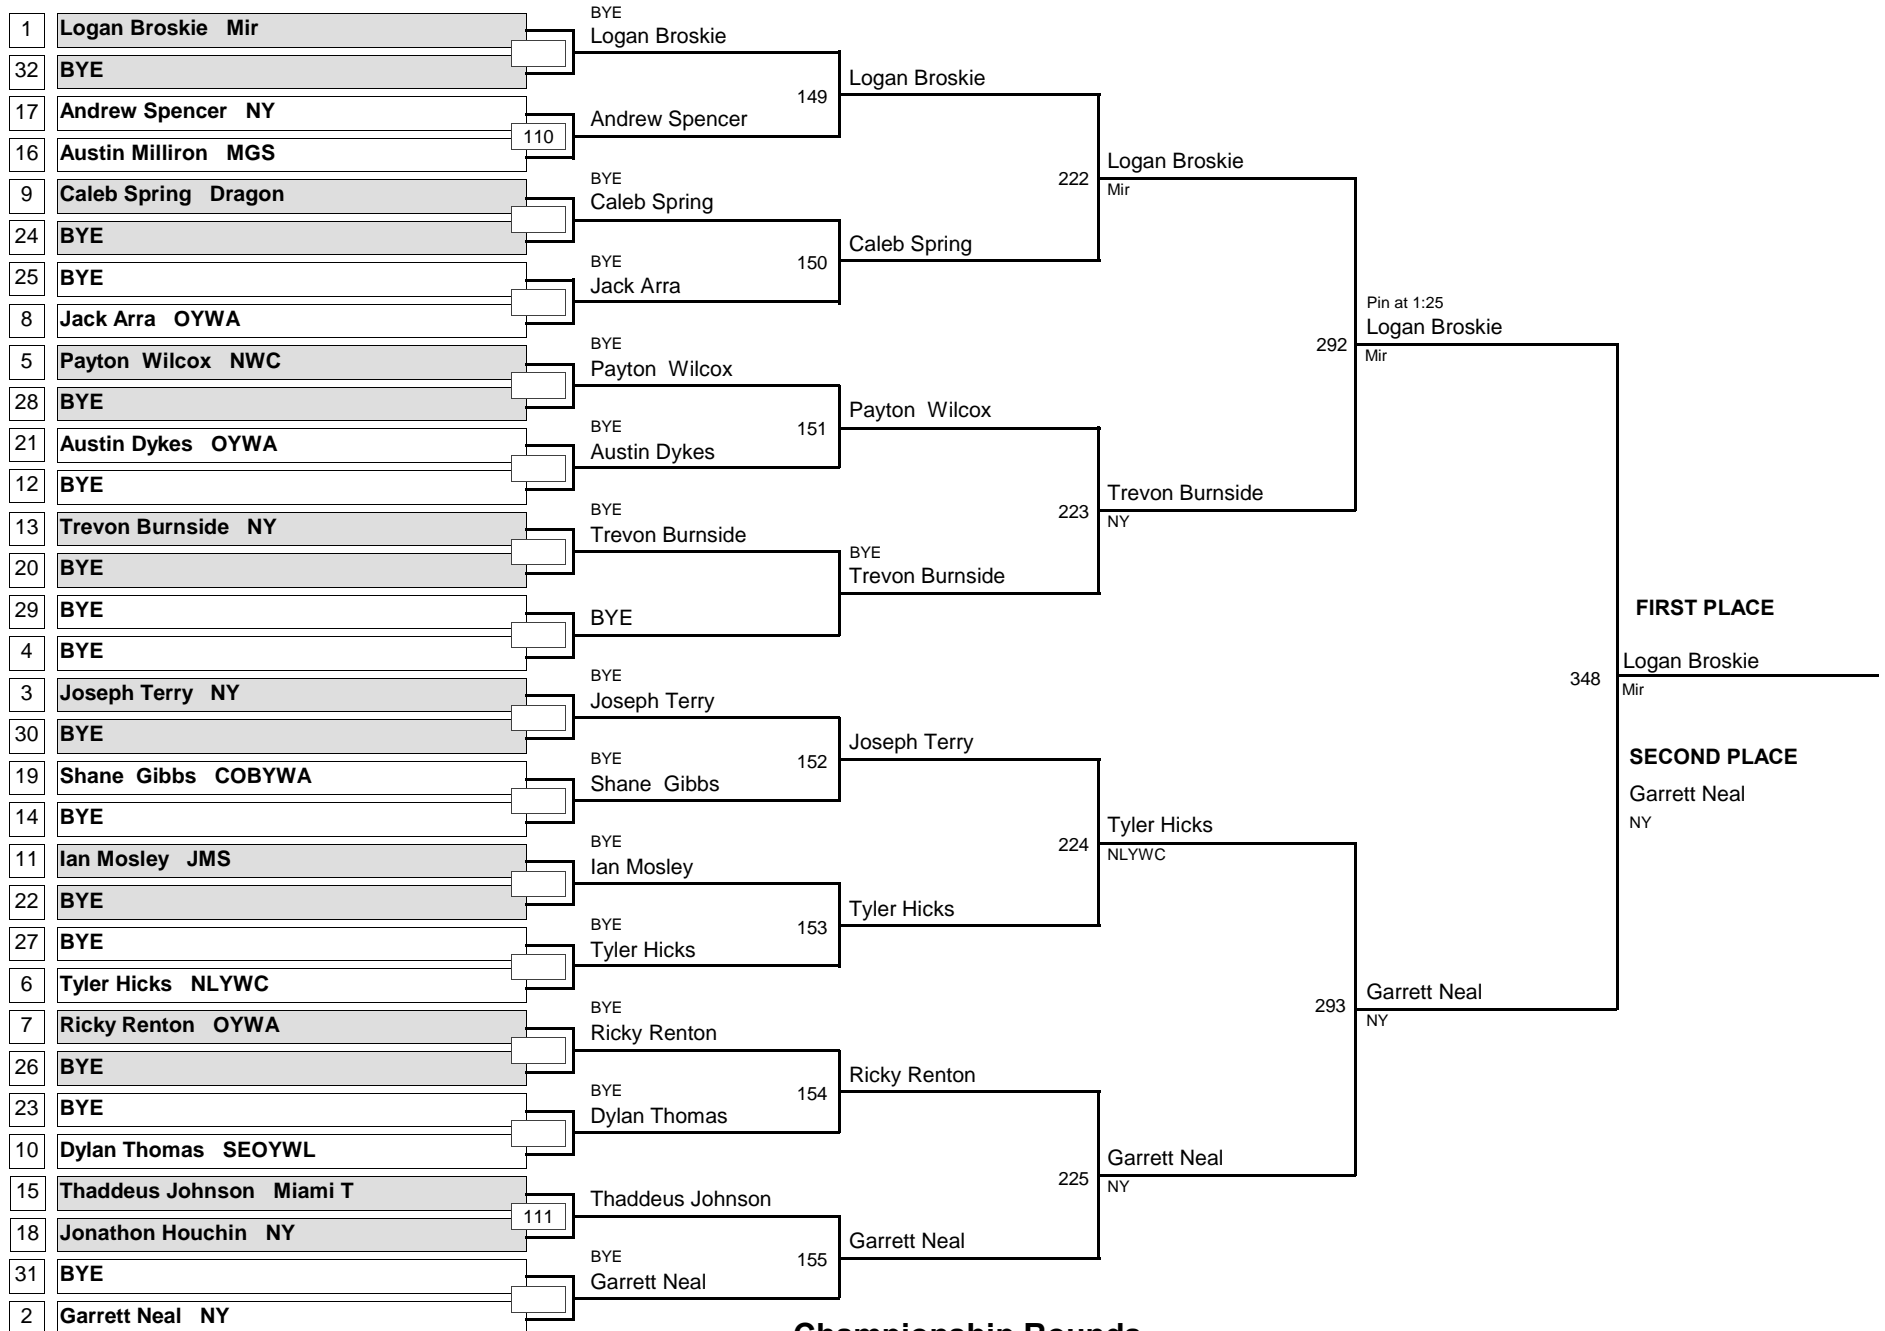 1 Logan Broskie Mir
32 BYE
17 Andrew Spencer NY
110
16 Austin Milliron MGS
9 Caleb Spring Dragon
24 BYE
25 BYE
8 Jack Arra OYWA
5 Payton Wilcox NWC
28 BYE
21 Austin Dykes OYWA
12 BYE
13 Trevon Burnside NY
20 BYE
29 BYE
4 BYE
3 Joseph Terry NY
30 BYE
19 Shane Gibbs COBYWA
14 BYE
11 Ian Mosley JMS
22 BYE
27 BYE
6 Tyler Hicks NLYWC
7 Ricky Renton OYWA
26 BYE
23 BYE
10 Dylan Thomas SEOYWL
15 Thaddeus Johnson Miami T
111
18 Jonathon Houchin NY
31 BYE
2 Garrett Neal NY
BYE
Logan Broskie
149
Andrew Spencer
BYE
Caleb Spring
BYE
150
Jack Arra
BYE
Payton Wilcox
BYE
151
Austin Dykes
BYE
Trevon Burnside
BYE
BYE
Joseph Terry
BYE
152
Shane Gibbs
BYE
Ian Mosley
BYE
153
Tyler Hicks
BYE
Ricky Renton
BYE
154
Dylan Thomas
Thaddeus Johnson
BYE
155
Garrett Neal
Logan Broskie
222
Caleb Spring
Payton Wilcox
223
BYE
Trevon Burnside
Joseph Terry
224
Tyler Hicks
Ricky Renton
225
Garrett Neal
Logan Broskie
Mir
292
Trevon Burnside
NY
Tyler Hicks
NLYWC
293
Garrett Neal
NY
Pin at 1:25
Logan Broskie
Mir
348
Garrett Neal
NY
FIRST PLACE
Logan Broskie
Mir
SECOND PLACE
Garrett Neal
NY
Championship Rounds